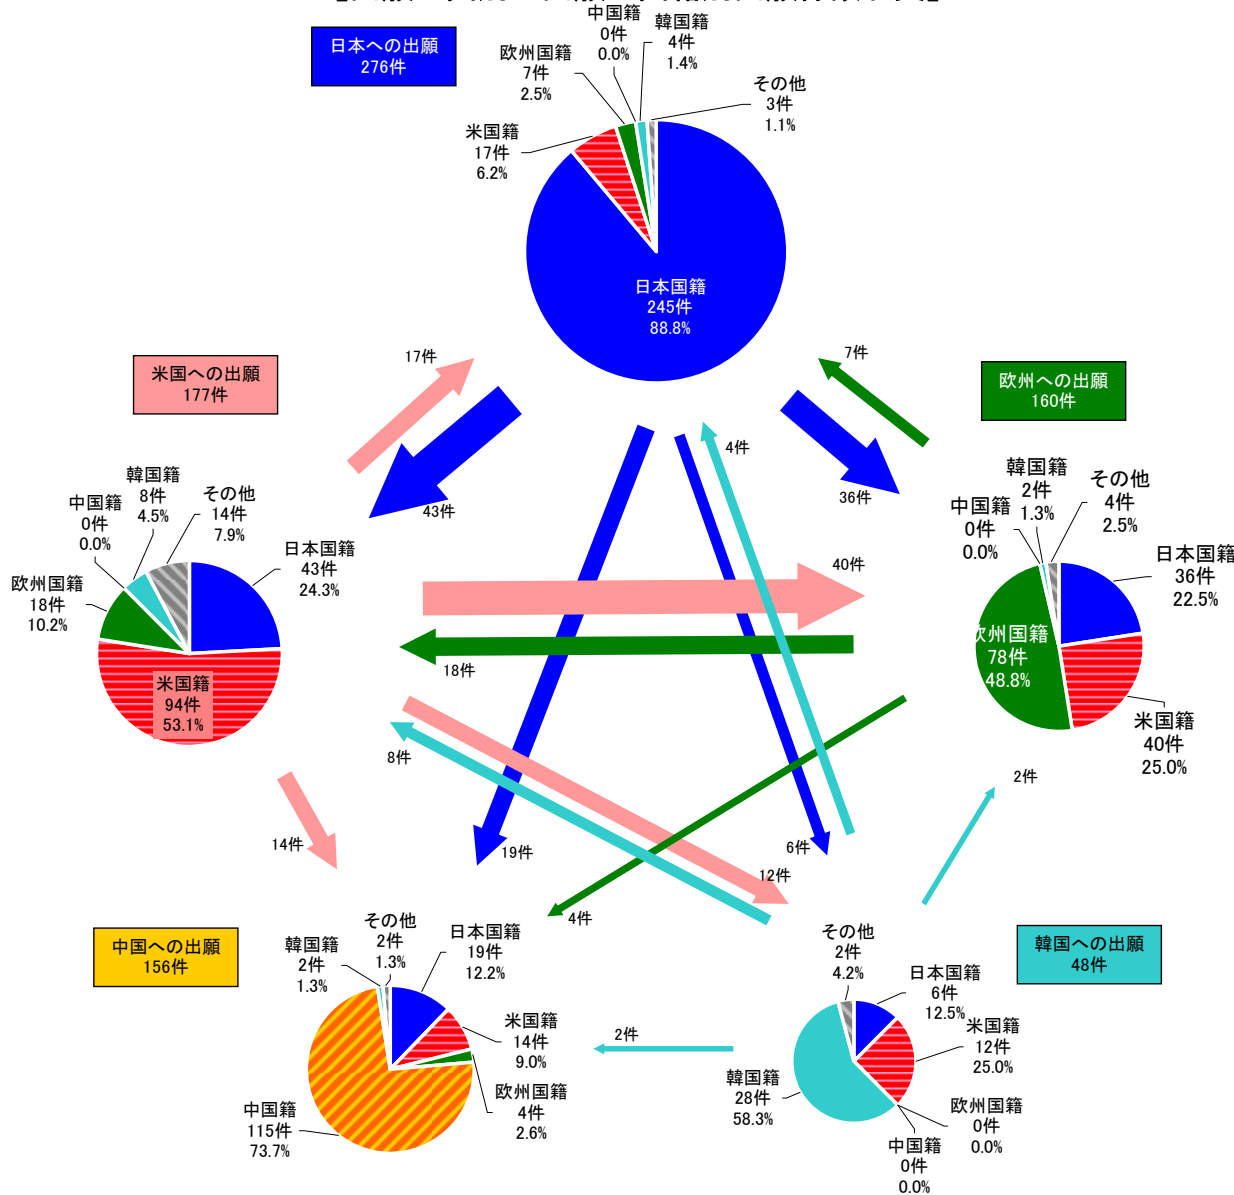 日本への出願
276件
中国籍
0件
0.0%
韓国籍
4件
1.4%
欧州国籍
7件
2.5%
その他
3件
1.1%
米国籍
17件
6.2%
日本国籍
245件
88.8%
米国への出願
177件
17件
7件
欧州への出願
160件
43件
36件
4件
韓国籍
8件
4.5%
その他
14件
7.9%
中国籍
0件
0.0%
日本国籍
43件
24.3%
欧州国籍
18件
10.2%
米国籍
94件
53.1%
韓国籍
2件
1.3%
その他
4件
2.5%
中国籍
0件
0.0%
日本国籍
36件
22.5%
欧州国籍
78件
48.8%
米国籍
40件
25.0%
40件
18件
8件
2件
14件
19件
6件
12件
4件
中国への出願
156件
その他
2件
1.3%
韓国籍
2件
1.3%
日本国籍
19件
12.2%
米国籍
14件
9.0%
欧州国籍
4件
2.6%
中国籍
115件
73.7%
2件
韓国への出願
48件
その他
2件
4.2%
日本国籍
6件
12.5%
米国籍
12件
25.0%
欧州国籍
0件
0.0%
中国籍
0件
0.0%
韓国籍
28件
58.3%